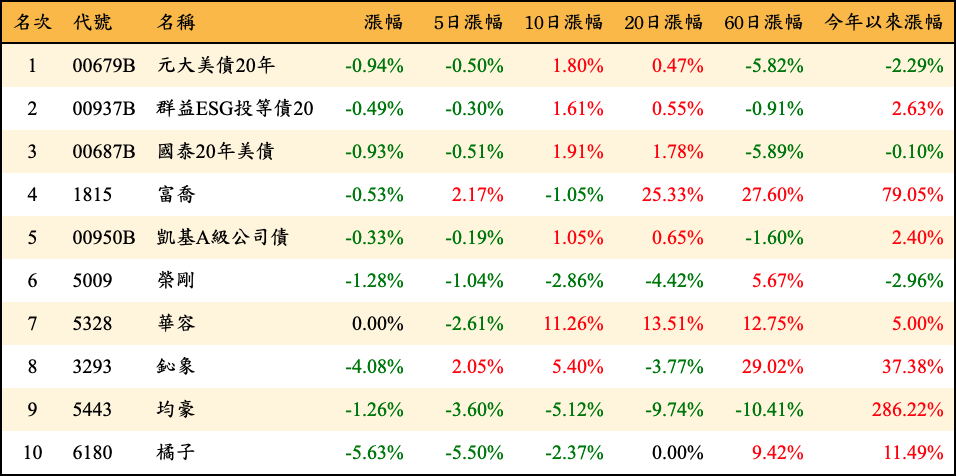 名次 代號 名稱 漲幅 5日漲幅 10日漲幅 20日漲幅 60日漲幅 今年以來漲幅
1 00679B 元大美債20年 -0.94% -0.50% 1.80% 0.47% -5.82% -2.29%
2 00937B 群益ESG投等債20 -0.49% -0.30% 1.61% 0.55% -0.91% 2.63%
3 00687B 國泰20年美債 -0.93% -0.51% 1.91% 1.78% -5.89% -0.10%
4 1815 富喬 -0.53% 2.17% -1.05% 25.33% 27.60% 79.05%
5 00950B 凱基A級公司債 -0.33% -0.19% 1.05% 0.65% -1.60% 2.40%
6 5009 榮剛 -1.28% -1.04% -2.86% -4.42% 5.67% -2.96%
7 5328 華容 0.00% -2.61% 11.26% 13.51% 12.75% 5.00%
8 3293 鈊象 -4.08% 2.05% 5.40% -3.77% 29.02% 37.38%
9 5443 均豪 -1.26% -3.60% -5.12% -9.74% -10.41% 286.22%
10 6180 橘子 -5.63% -5.50% -2.37% 0.00% 9.42% 11.49%